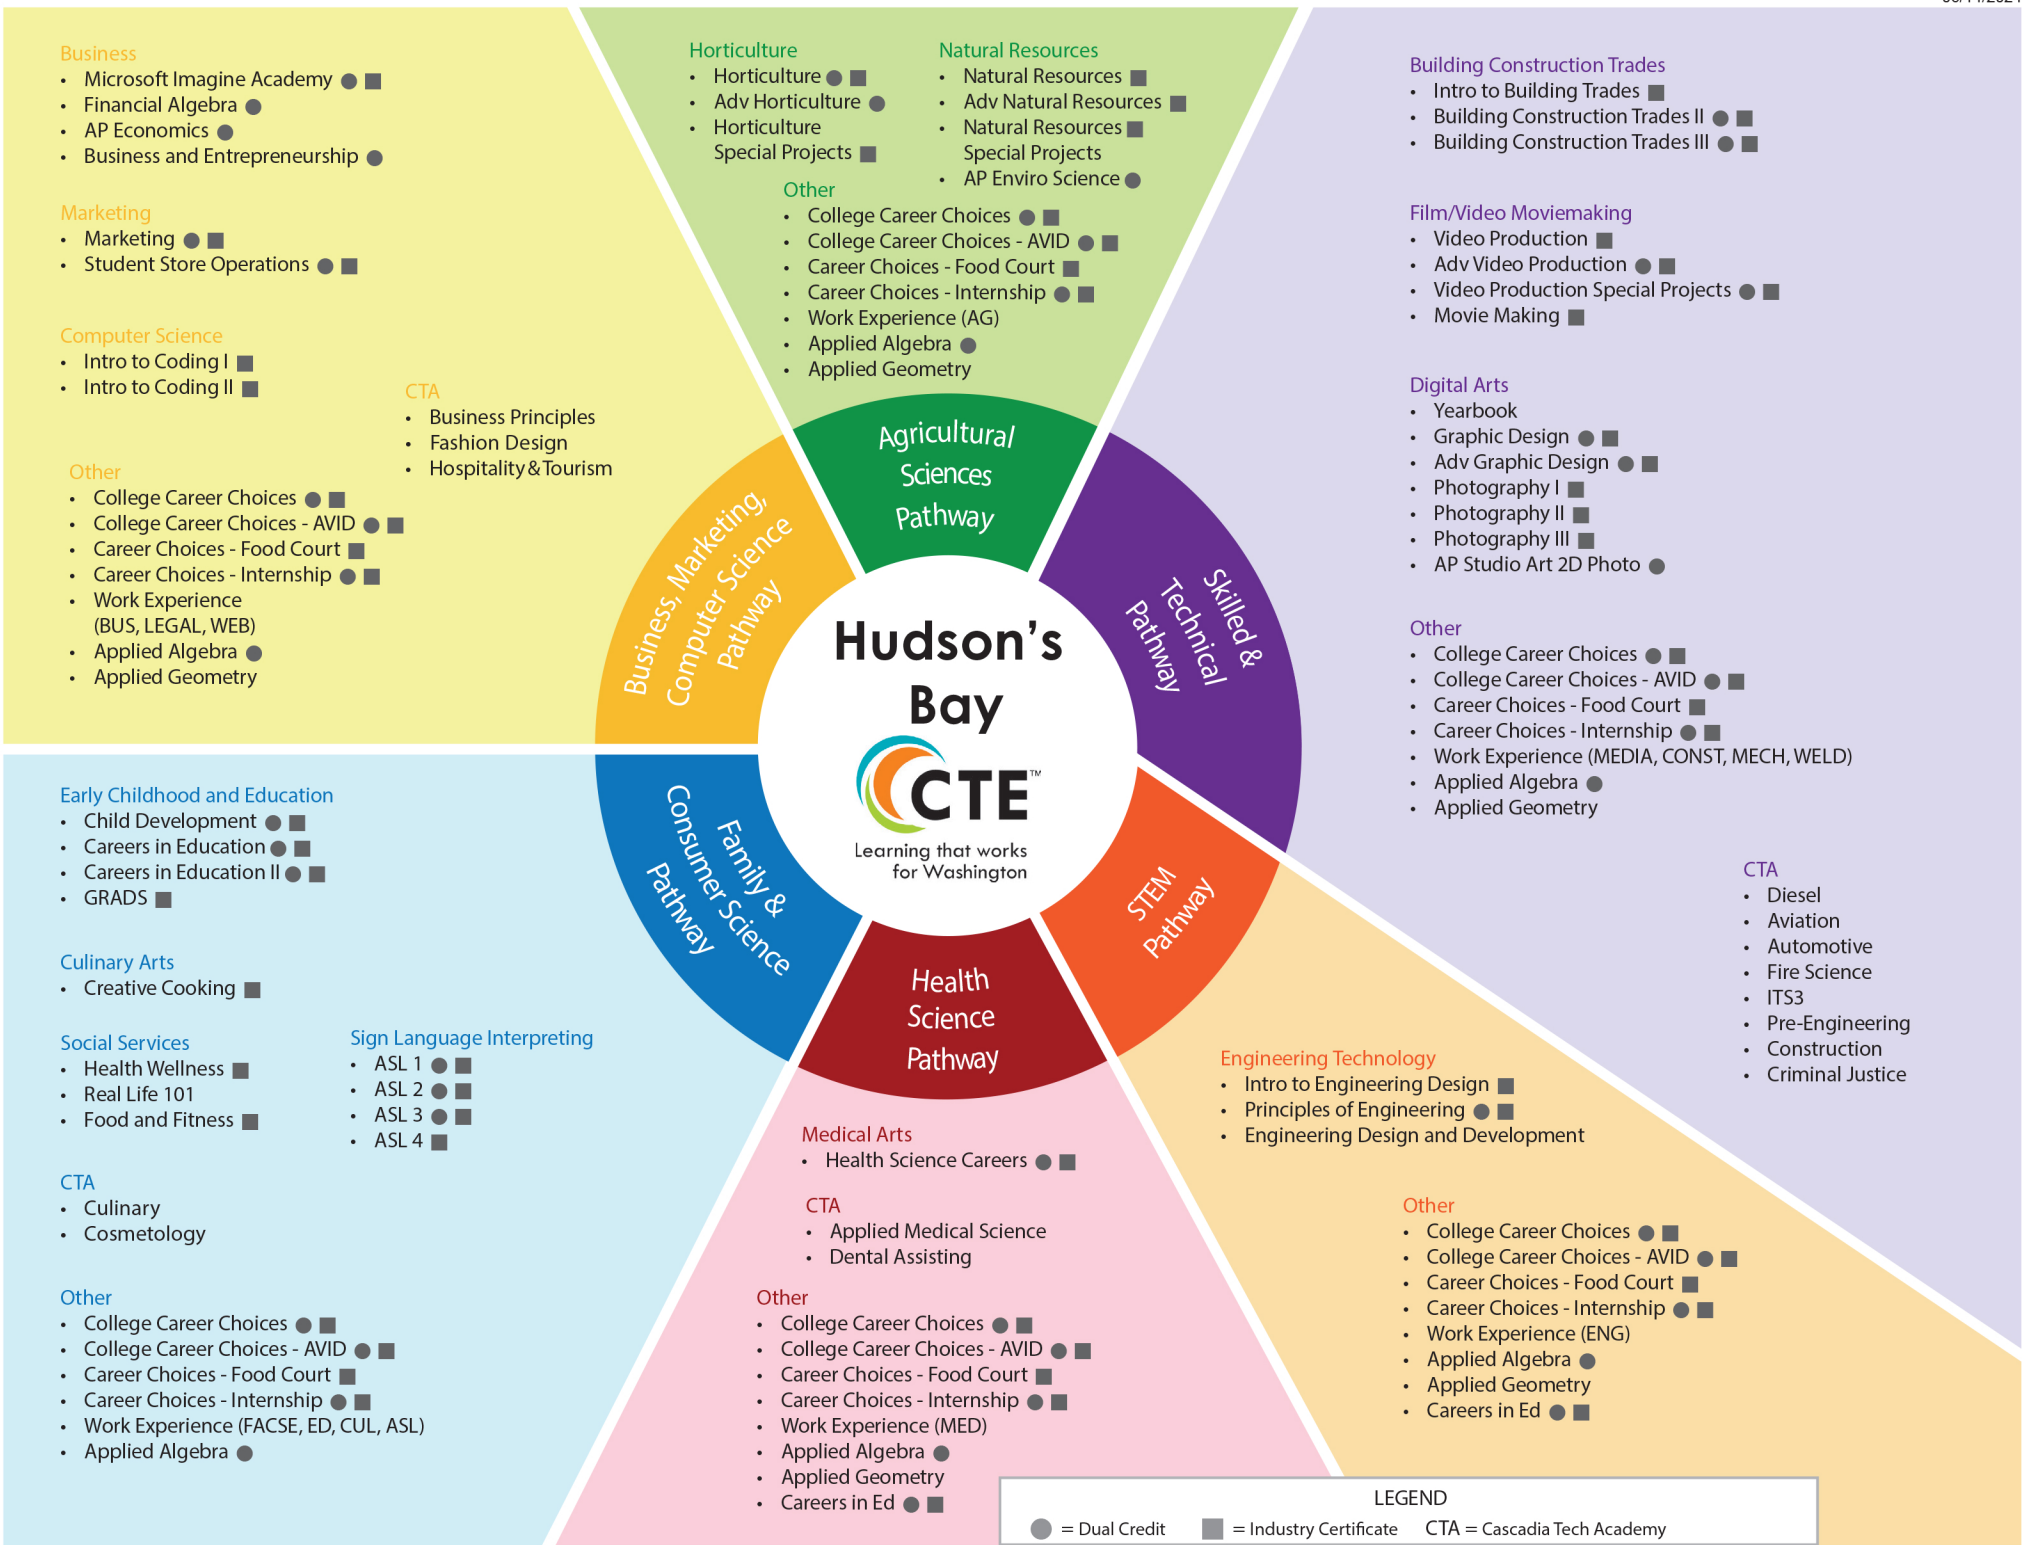 Business
• Microsoft Imagine Academy
• Financial Algebra
• AP Economics
• Business and Entrepreneurship
Marketing
• Marketing
• Student Store Operations
Computer Science
• Intro to Coding I
• Intro to Coding II
CTA
• Business Principles
• Fashion Design
• Hospitality & Tourism
Other
• College Career Choices
• College Career Choices - AVID
• Career Choices - Food Court
• Career Choices - Internship
• Work Experience
(BUS, LEGAL, WEB)
• Applied Algebra
• Applied Geometry
Business, Marketing,
Computer Science
Pathway
Horticulture
• Horticulture
• Adv Horticulture
• Horticulture
Special Projects
Natural Resources
• Natural Resources
• Adv Natural Resources
• Natural Resources
Special Projects
• AP Enviro Science
Other
• College Career Choices
• College Career Choices - AVID
• Career Choices - Food Court
• Career Choices - Internship
• Work Experience (AG)
• Applied Algebra
• Applied Geometry
Agricultural
Sciences
Pathway
Building Construction Trades
• Intro to Building Trades
• Building Construction Trades II
• Building Construction Trades III
Film/Video Moviemaking
• Video Production
• Adv Video Production
• Video Production Special Projects
• Movie Making
Digital Arts
• Yearbook
• Graphic Design
• Adv Graphic Design
• Photography I
• Photography II
• Photography III
• AP Studio Art 2D Photo
Other
• College Career Choices
• College Career Choices - AVID
• Career Choices - Food Court
• Career Choices - Internship
• Work Experience (MEDIA, CONST, MECH, WELD)
• Applied Algebra
• Applied Geometry
CTA
• Diesel
• Aviation
• Automotive
• Fire Science
• ITS3
• Pre-Engineering
• Construction
• Criminal Justice
Skilled &
Technical
Pathway
Hudson's
Bay
CTE™
Learning that works
for Washington
Early Childhood and Education
• Child Development
• Careers in Education
• Careers in Education II
• GRADS
Culinary Arts
• Creative Cooking
Social Services
• Health Wellness
• Real Life 101
• Food and Fitness
Sign Language Interpreting
• ASL 1
• ASL 2
• ASL 3
• ASL 4
CTA
• Culinary
• Cosmetology
Other
• College Career Choices
• College Career Choices - AVID
• Career Choices - Food Court
• Career Choices - Internship
• Work Experience (FACSE, ED, CUL, ASL)
• Applied Algebra
Family &
Consumer Science
Pathway
Health
Science
Pathway
Medical Arts
• Health Science Careers
CTA
• Applied Medical Science
• Dental Assisting
Other
• College Career Choices
• College Career Choices - AVID
• Career Choices - Food Court
• Career Choices - Internship
• Work Experience (MED)
• Applied Algebra
• Applied Geometry
• Careers in Ed
STEM
Pathway
Engineering Technology
• Intro to Engineering Design
• Principles of Engineering
• Engineering Design and Development
Other
• College Career Choices
• College Career Choices - AVID
• Career Choices - Food Court
• Career Choices - Internship
• Work Experience (ENG)
• Applied Algebra
• Applied Geometry
• Careers in Ed
LEGEND
= Dual Credit = Industry Certificate CTA = Cascadia Tech Academy